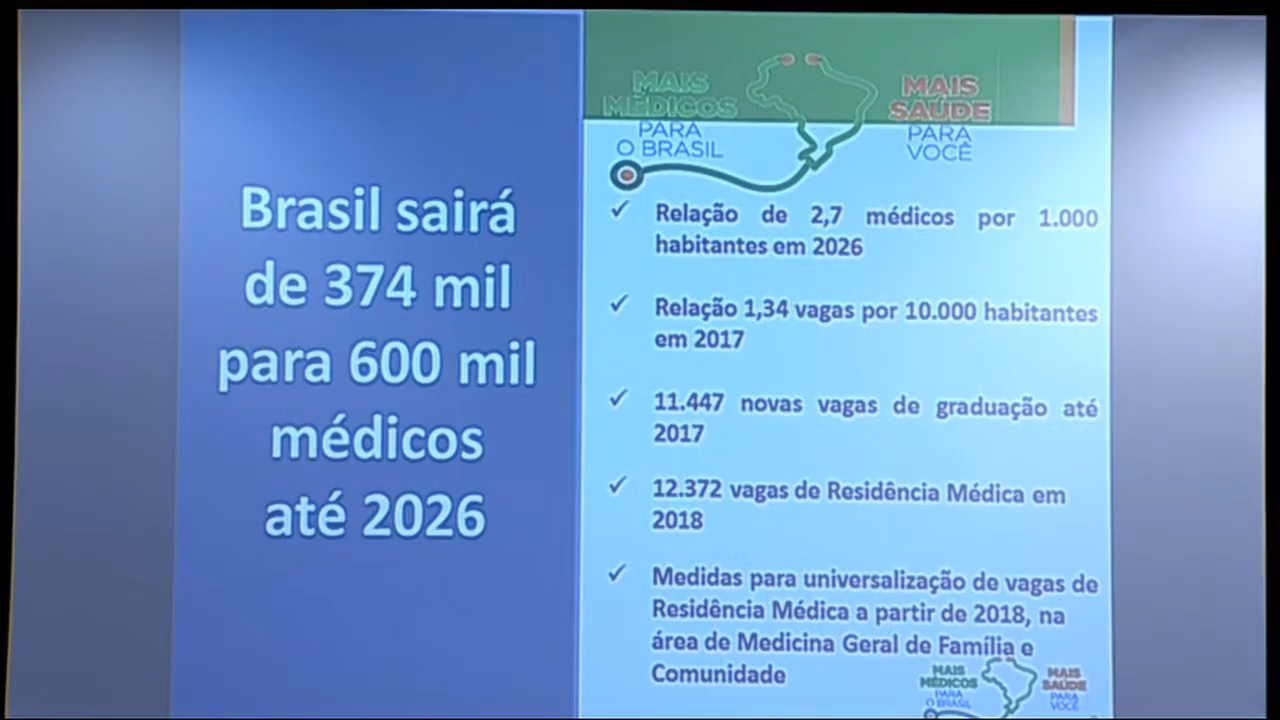 Brasil sairá
de 374 mil
para 600 mil
médicos
até 2026
MAIS
MÉDICOS
PARA
O BRASIL
MAIS
SAÚDE
PARA
VOCÊ
✓ Relação de 2,7 médicos por 1.000
habitantes em 2026
✓ Relação 1,34 vagas por 10.000 habitantes
em 2017
✓ 11.447 novas vagas de graduação até
2017
✓ 12.372 vagas de Residência Médica em
2018
✓ Medidas para universalização de vagas de
Residência Médica a partir de 2018, na
área de Medicina Geral de Família e
Comunidade
MAIS
MÉDICOS
PARA
O BRASIL
MAIS
SAÚDE
PARA
VOCÊ